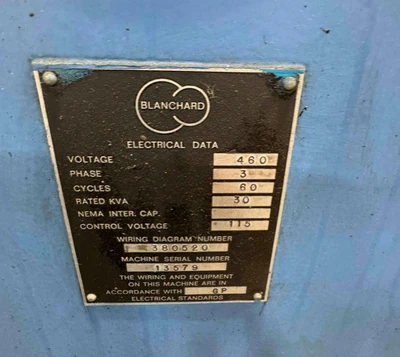 BLANCHARD
ELECTRICAL DATA
VOLTAGE 460
PHASE 3
CYCLES 60
RATED KVA 30
NEMA INTER. CAP.
CONTROL VOLTAGE 115
WIRING DIAGRAM NUMBER
380520
MACHINE SERIAL NUMBER
13579
THE WIRING AND EQUIPMENT
ON THIS MACHINE ARE IN
ACCORDANCE WITH GP
ELECTRICAL STANDARDS